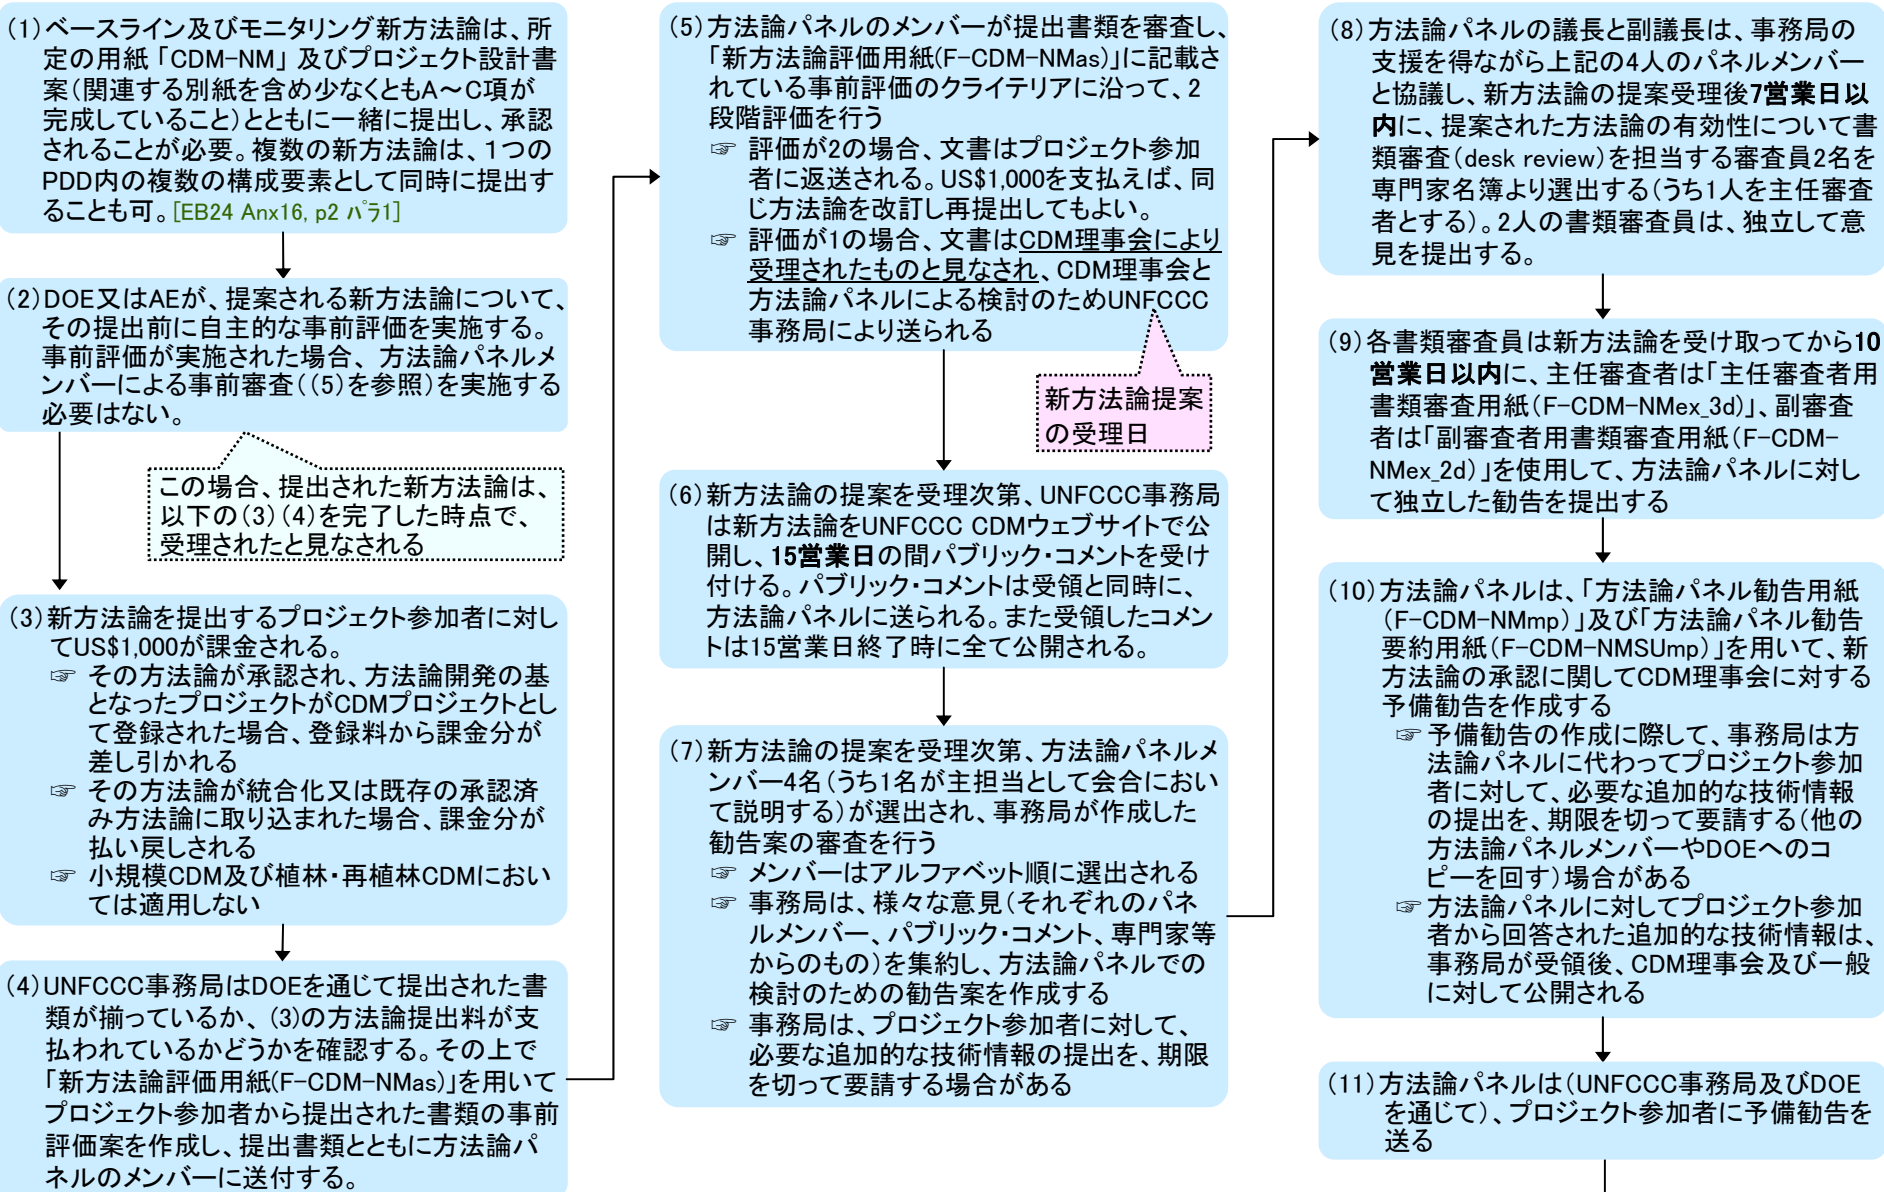 (1)ベースライン及びモニタリング新方法論は、所
定の用紙 「CDM-NM」 及びプロジェクト設計書
案(関連する別紙を含め少なくともA～C項が
完成していること)とともに一緒に提出し、承認
されることが必要。複数の新方法論は、1つの
PDD内の複数の構成要素として同時に提出す
ることも可。[EB24 Anx16, p2 パラ1]
(2)DOE又はAEが、提案される新方法論について、
その提出前に自主的な事前評価を実施する。
事前評価が実施された場合、 方法論パネルメ
ンバーによる事前審査((5)を参照)を実施する
必要はない。
この場合、提出された新方法論は、
以下の(3)(4)を完了した時点で、
受理されたと見なされる
(3)新方法論を提出するプロジェクト参加者に対し
てUS$1,000が課金される。
☞ その方法論が承認され、方法論開発の基
となったプロジェクトがCDMプロジェクトとし
て登録された場合、登録料から課金分が
差し引かれる
☞ その方法論が統合化又は既存の承認済
み方法論に取り込まれた場合、課金分が
払い戻しされる
☞ 小規模CDM及び植林・再植林CDMにおい
ては適用しない
(4)UNFCCC事務局はDOEを通じて提出された書
類が揃っているか、(3)の方法論提出料が支
払われているかどうかを確認する。その上で
「新方法論評価用紙(F-CDM-NMas)」を用いて
プロジェクト参加者から提出された書類の事前
評価案を作成し、提出書類とともに方法論パ
ネルのメンバーに送付する。
(5)方法論パネルのメンバーが提出書類を審査し、
「新方法論評価用紙(F-CDM-NMas)」に記載さ
れている事前評価のクライテリアに沿って、2
段階評価を行う
☞ 評価が2の場合、文書はプロジェクト参加
者に返送される。US$1,000を支払えば、同
じ方法論を改訂し再提出してもよい。
☞ 評価が1の場合、文書はCDM理事会により
受理されたものと見なされ、CDM理事会と
方法論パネルによる検討のためUNFCCC
事務局により送られる
新方法論提案
の受理日
(6)新方法論の提案を受理次第、UNFCCC事務局
は新方法論をUNFCCC CDMウェブサイトで公
開し、15営業日の間パブリック・コメントを受け
付ける。パブリック・コメントは受領と同時に、
方法論パネルに送られる。また受領したコメン
トは15営業日終了時に全て公開される。
(7)新方法論の提案を受理次第、方法論パネルメ
ンバー4名(うち1名が主担当として会合におい
て説明する)が選出され、事務局が作成した
勧告案の審査を行う
☞ メンバーはアルファベット順に選出される
☞ 事務局は、様々な意見(それぞれのパネ
ルメンバー、パブリック・コメント、専門家等
からのもの)を集約し、方法論パネルでの
検討のための勧告案を作成する
☞ 事務局は、プロジェクト参加者に対して、
必要な追加的な技術情報の提出を、期限
を切って要請する場合がある
(8)方法論パネルの議長と副議長は、事務局の
支援を得ながら上記の4人のパネルメンバー
と協議し、新方法論の提案受理後7営業日以
内に、提案された方法論の有効性について書
類審査(desk review)を担当する審査員2名を
専門家名簿より選出する(うち1人を主任審査
者とする)。2人の書類審査員は、独立して意
見を提出する。
(9)各書類審査員は新方法論を受け取ってから10
営業日以内に、主任審査者は「主任審査者用
書類審査用紙(F-CDM-NMex_3d)」、副審査
者は「副審査者用書類審査用紙(F-CDM-
NMex_2d)」を使用して、方法論パネルに対し
て独立した勧告を提出する
(10)方法論パネルは、「方法論パネル勧告用紙
(F-CDM-NMmp)」及び「方法論パネル勧告
要約用紙(F-CDM-NMSUmp)」を用いて、新
方法論の承認に関してCDM理事会に対する
予備勧告を作成する
☞ 予備勧告の作成に際して、事務局は方
法論パネルに代わってプロジェクト参加
者に対して、必要な追加的な技術情報
の提出を、期限を切って要請する(他の
方法論パネルメンバーやDOEへのコ
ピーを回す)場合がある
☞ 方法論パネルに対してプロジェクト参加
者から回答された追加的な技術情報は、
事務局が受領後、CDM理事会及び一般
に対して公開される
(11)方法論パネルは(UNFCCC事務局及びDOE
を通じて)、プロジェクト参加者に予備勧告を
送る